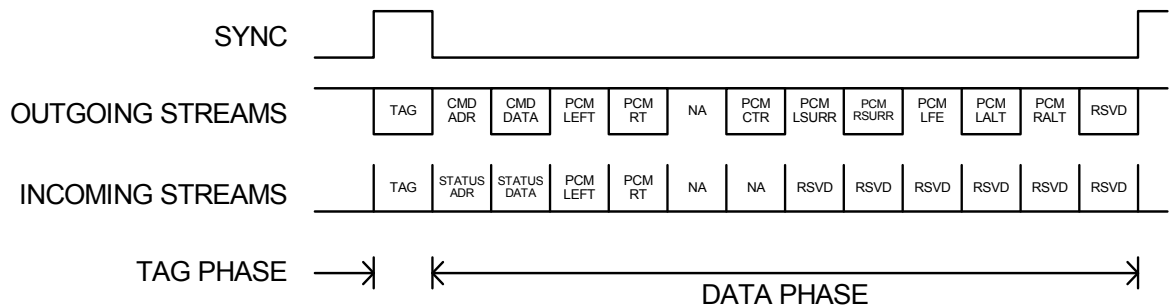 SYNC
OUTGOING STREAMS
TAG
CMD
ADR
CMD
DATA
PCM
LEFT
PCM
RT
NA
PCM
CTR
PCM
LSURR
PCM
RSURR
PCM
LFE
PCM
LALT
PCM
RALT
RSVD
INCOMING STREAMS
TAG
STATUS
ADR
STATUS
DATA
PCM
LEFT
PCM
RT
NA
NA
RSVD
RSVD
RSVD
RSVD
RSVD
RSVD
TAG PHASE
DATA PHASE